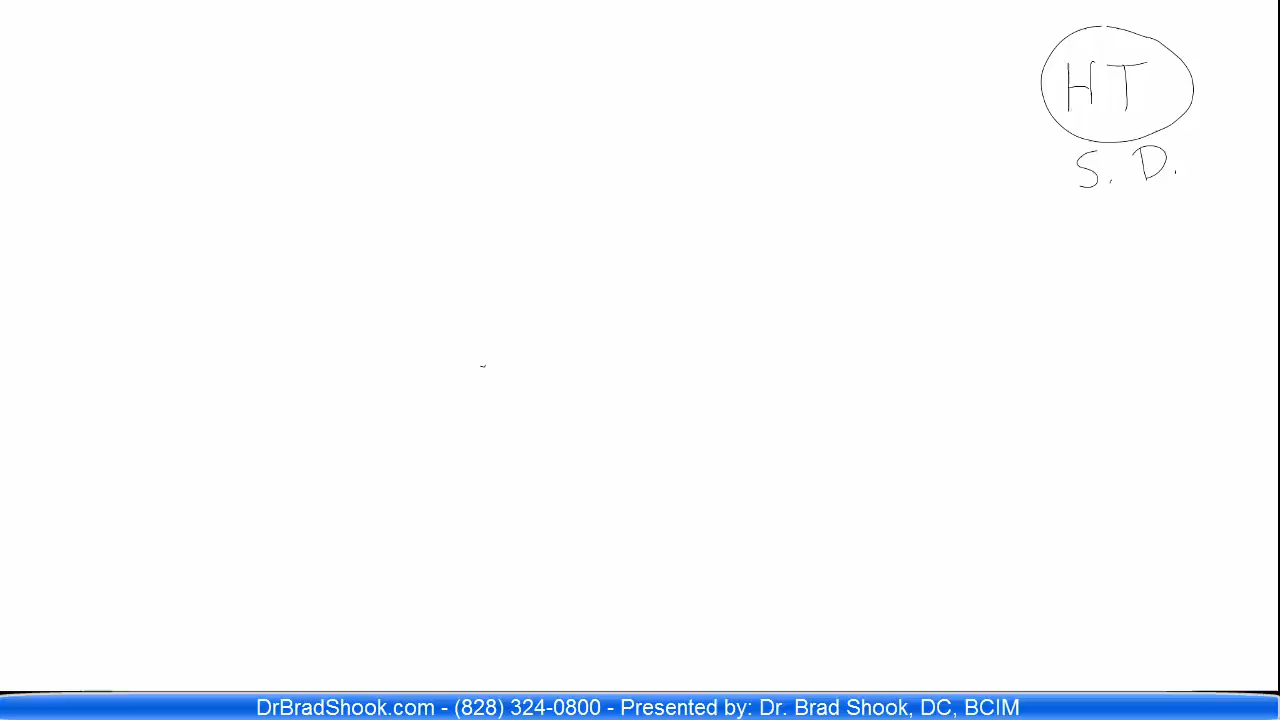 HT
S. D.
DrBradShook.com - (828) 324-0800 - Presented by: Dr. Brad Shook, DC, BCIM